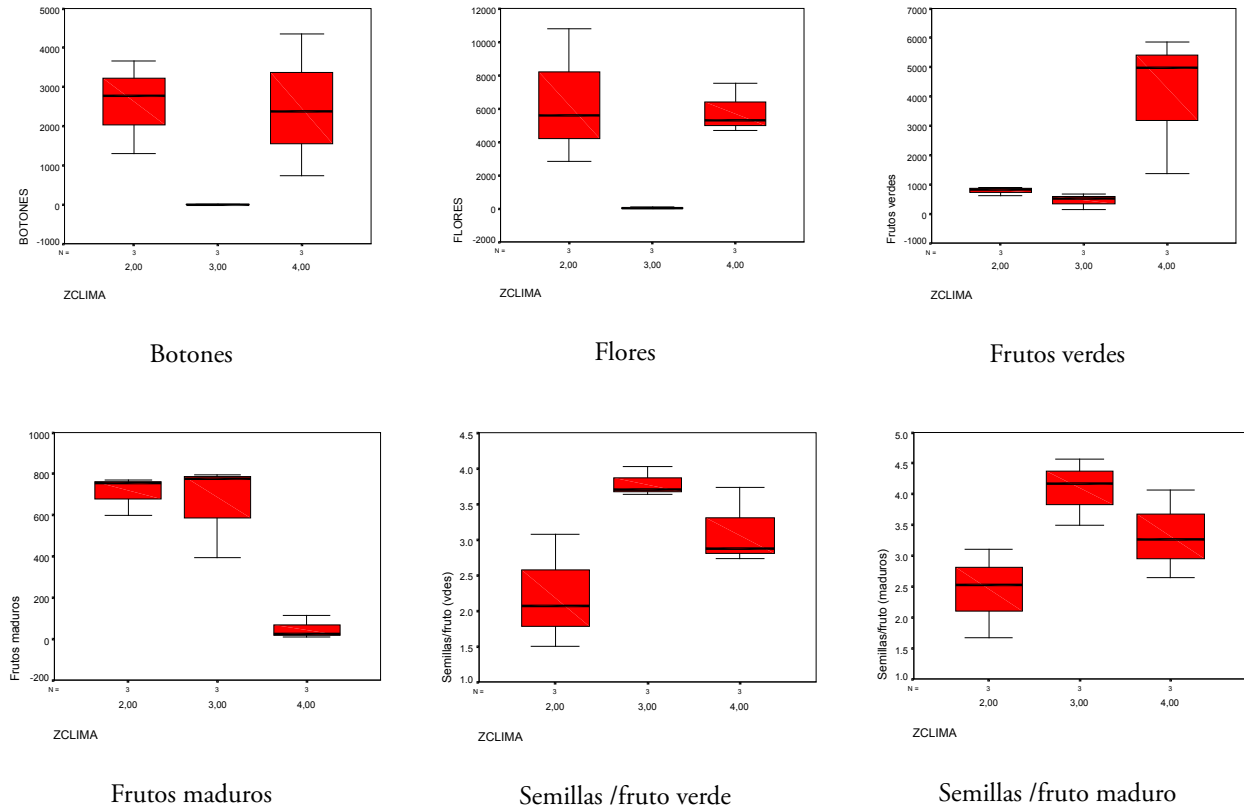 5000
4000
3000
2000
1000
0
-1000
BOTONES
N = 3 3 3
2,00 3,00 4,00
ZCLIMA
Botones
12000
10000
8000
6000
4000
2000
0
-2000
FLORES
N = 3 3 3
2,00 3,00 4,00
ZCLIMA
Flores
7000
6000
5000
4000
3000
2000
1000
0
-1000
Frutos verdes
N = 3 3 3
2,00 3,00 4,00
ZCLIMA
Frutos verdes
1000
800
600
400
200
0
-200
Frutos maduros
N = 3 3 3
2,00 3,00 4,00
ZCLIMA
Frutos maduros
4.5
4.0
3.5
3.0
2.5
2.0
1.5
1.0
Semillas/fruto (vdes)
N = 3 3 3
2,00 3,00 4,00
ZCLIMA
Semillas /fruto verde
5.0
4.5
4.0
3.5
3.0
2.5
2.0
1.5
1.0
Semillas/fruto (maduros)
N = 3 3 3
2,00 3,00 4,00
ZCLIMA
Semillas /fruto maduro